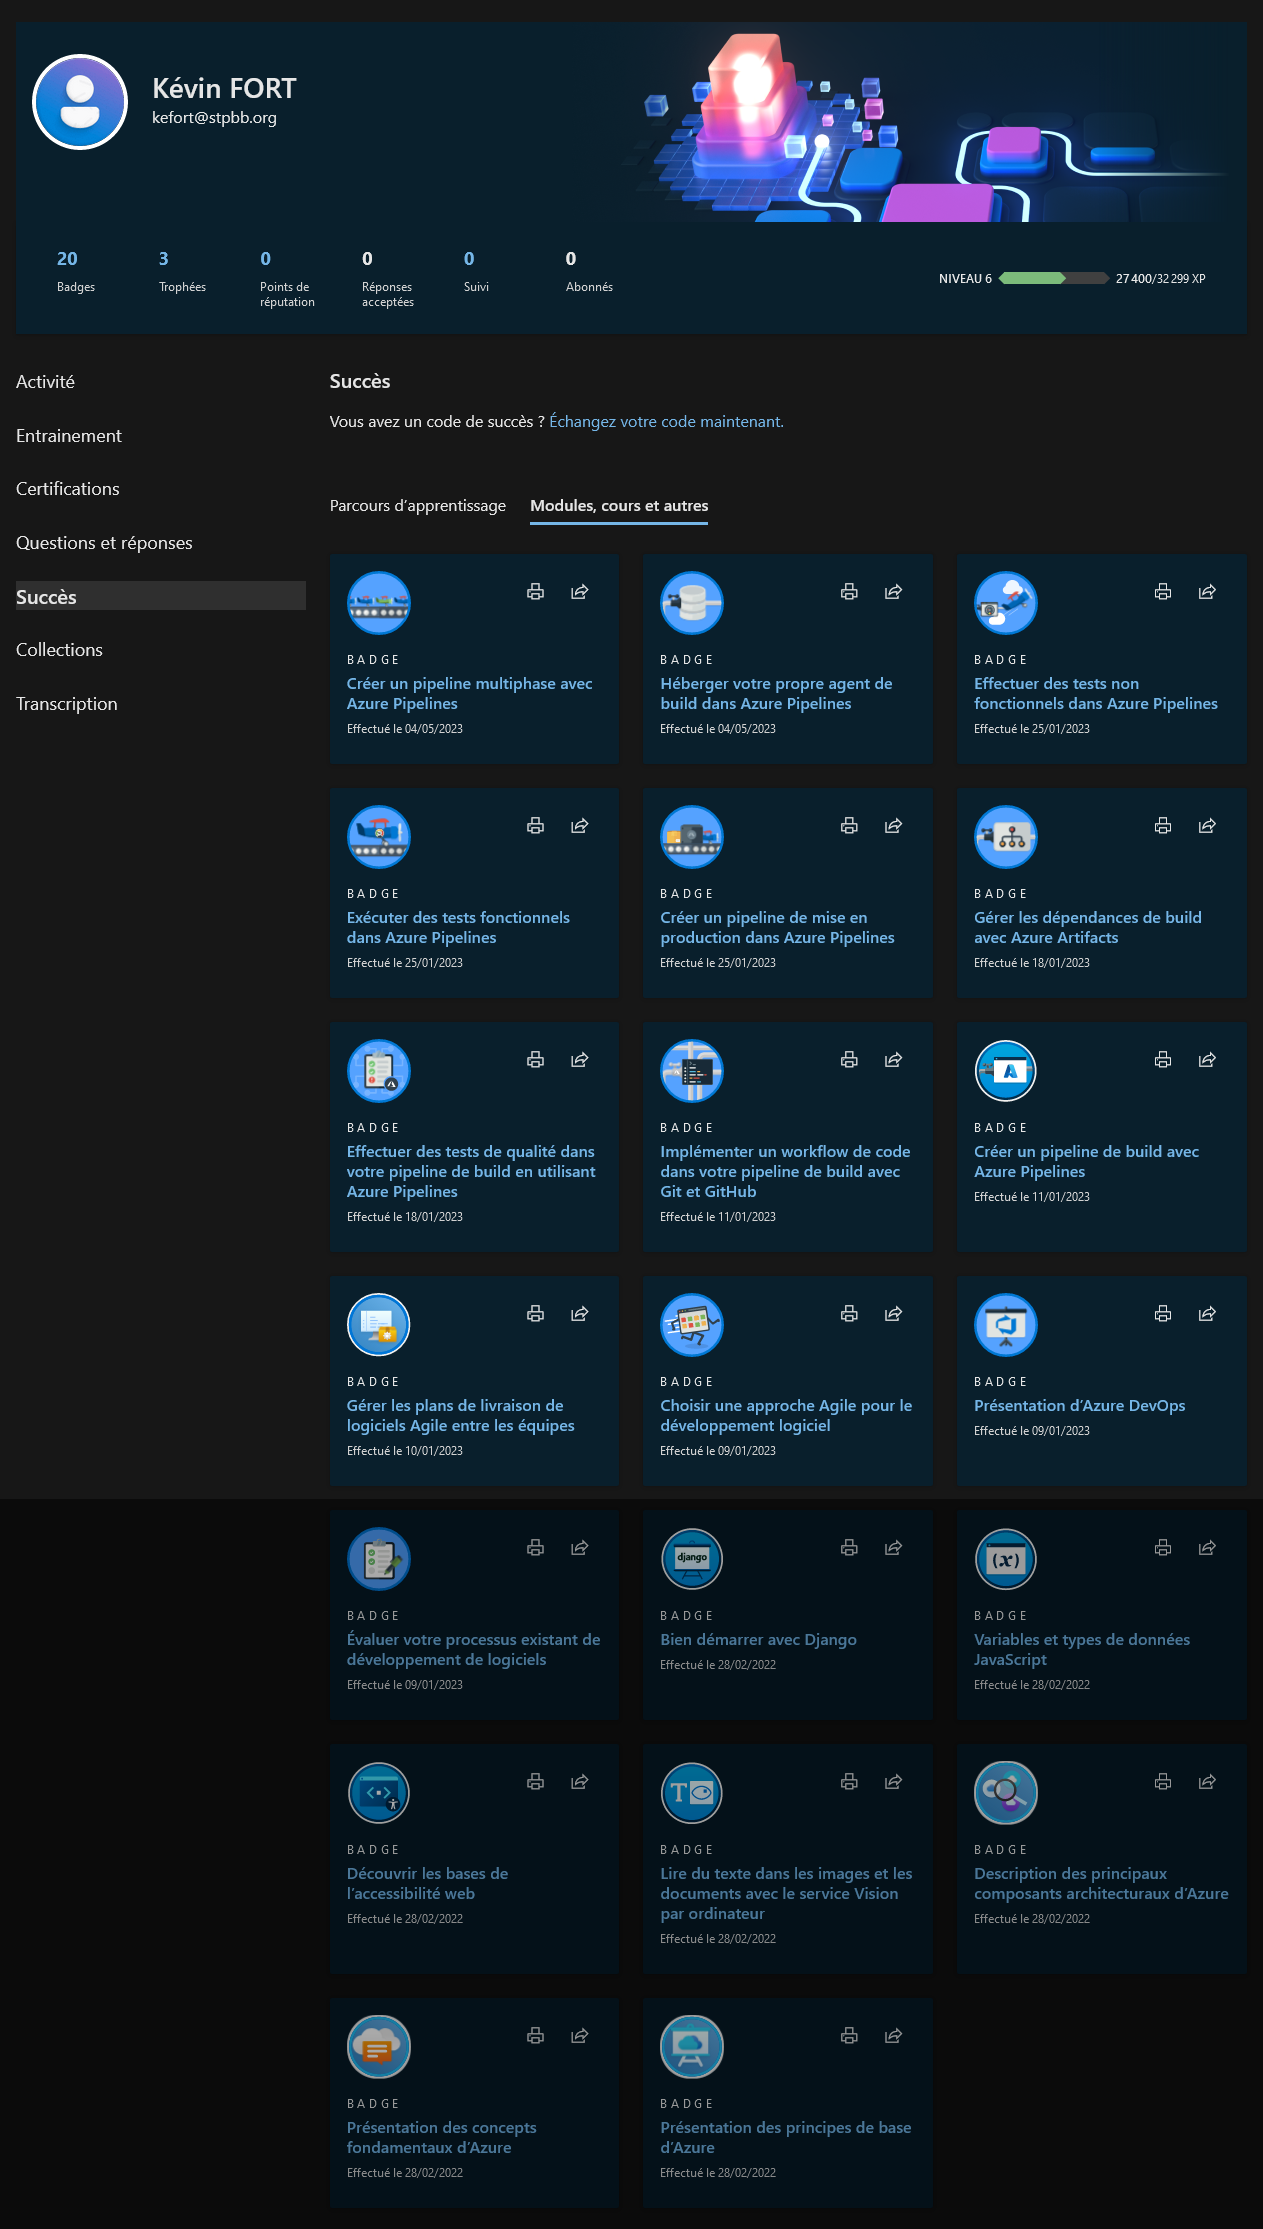 Kévin FORT
kefort@stpbb.org
20
Badges
3
Trophées
0
Points de
réputation
0
Réponses
acceptées
0
Suivi
0
Abonnés
NIVEAU 6
27 400/32 299 XP
Activité
Entrainement
Certifications
Questions et réponses
Succès
Collections
Transcription
Succès
Vous avez un code de succès ? Échangez votre code maintenant.
Parcours d’apprentissage
Modules, cours et autres
BADGE
Créer un pipeline multiphase avec
Azure Pipelines
Effectué le 04/05/2023
BADGE
Héberger votre propre agent de
build dans Azure Pipelines
Effectué le 04/05/2023
BADGE
Effectuer des tests non
fonctionnels dans Azure Pipelines
Effectué le 25/01/2023
BADGE
Exécuter des tests fonctionnels
dans Azure Pipelines
Effectué le 25/01/2023
BADGE
Créer un pipeline de mise en
production dans Azure Pipelines
Effectué le 25/01/2023
BADGE
Gérer les dépendances de build
avec Azure Artifacts
Effectué le 18/01/2023
BADGE
Effectuer des tests de qualité dans
votre pipeline de build en utilisant
Azure Pipelines
Effectué le 18/01/2023
BADGE
Implémenter un workflow de code
dans votre pipeline de build avec
Git et GitHub
Effectué le 11/01/2023
BADGE
Créer un pipeline de build avec
Azure Pipelines
Effectué le 11/01/2023
BADGE
Gérer les plans de livraison de
logiciels Agile entre les équipes
Effectué le 10/01/2023
BADGE
Choisir une approche Agile pour le
développement logiciel
Effectué le 09/01/2023
BADGE
Présentation d’Azure DevOps
Effectué le 09/01/2023
BADGE
Évaluer votre processus existant de
développement de logiciels
Effectué le 09/01/2023
django
BADGE
Bien démarrer avec Django
Effectué le 28/02/2022
(x)
BADGE
Variables et types de données
JavaScript
Effectué le 28/02/2022
BADGE
Découvrir les bases de
l’accessibilité web
Effectué le 28/02/2022
T
BADGE
Lire du texte dans les images et les
documents avec le service Vision
par ordinateur
Effectué le 28/02/2022
BADGE
Description des principaux
composants architecturaux d’Azure
Effectué le 28/02/2022
BADGE
Présentation des concepts
fondamentaux d’Azure
Effectué le 28/02/2022
BADGE
Présentation des principes de base
d’Azure
Effectué le 28/02/2022